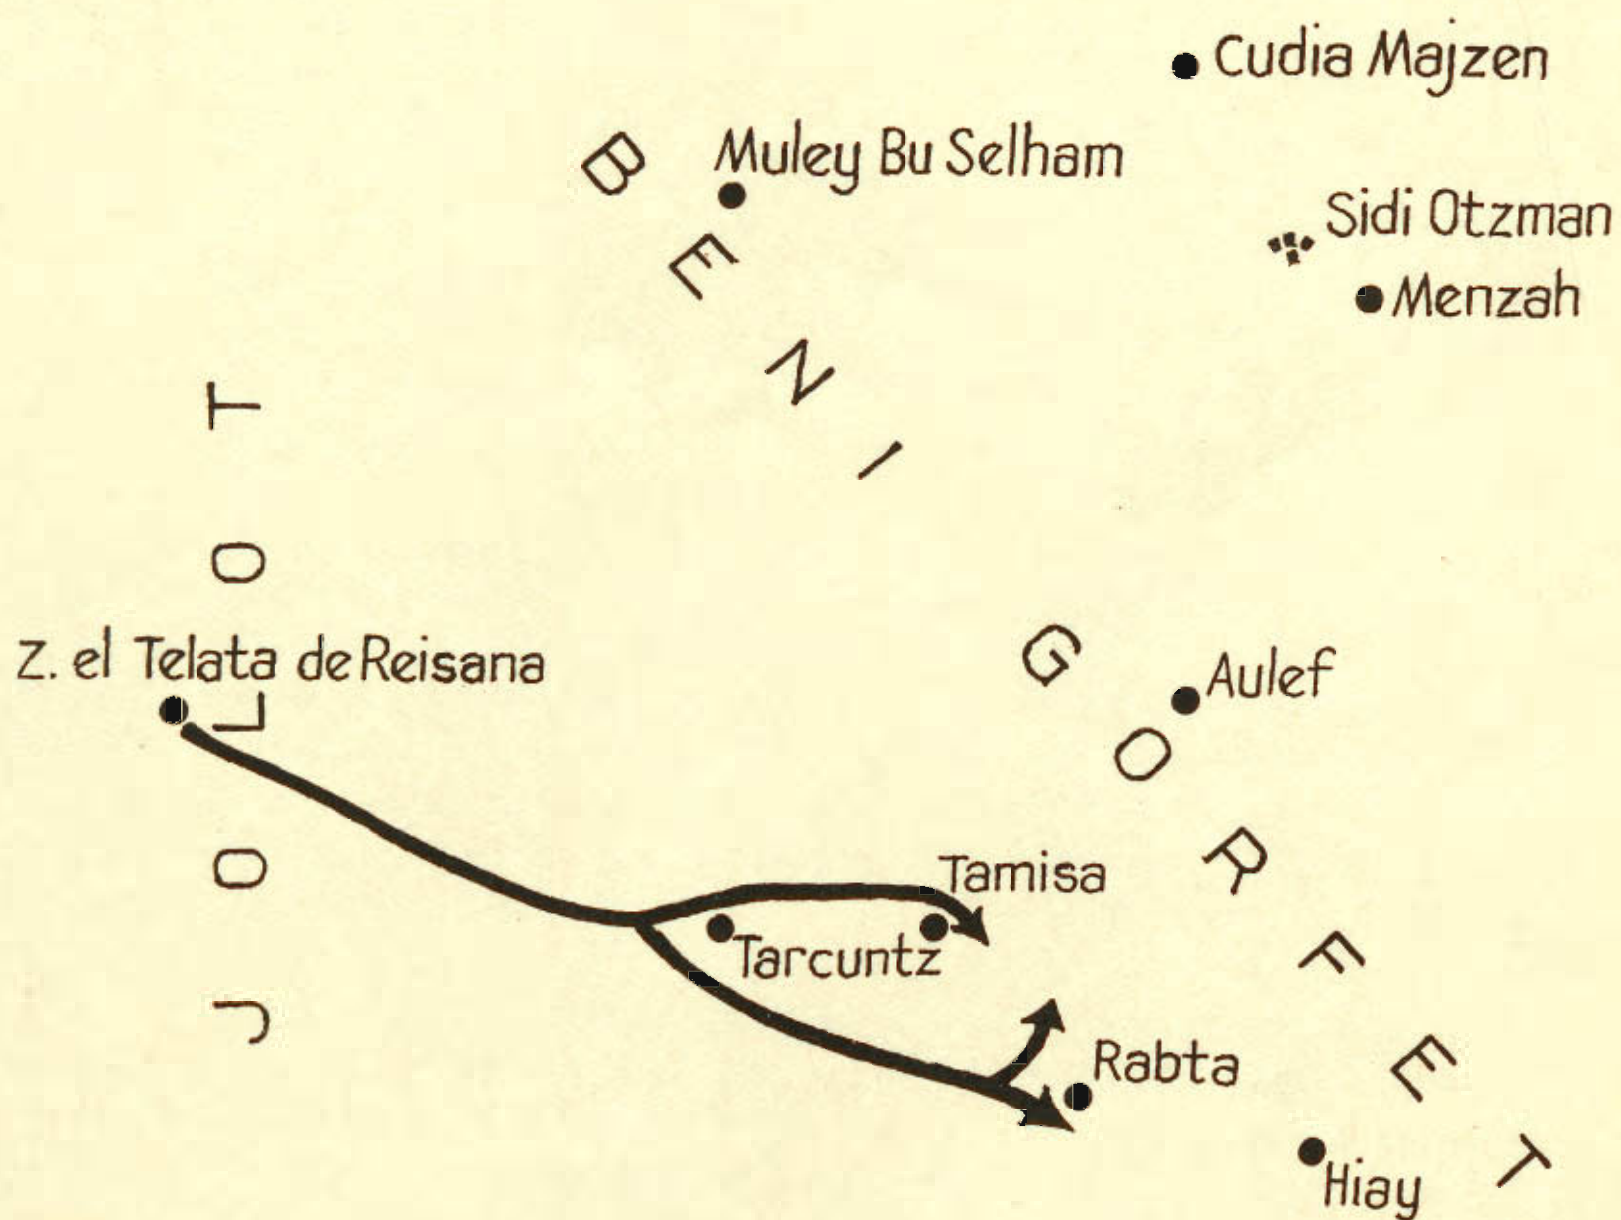 Cudia Majzen
Muley Bu Selham
Sidi Otzman
Menzah
BENI GORFET
JOLOT
Z. el Telata de Reisana
Aulef
Tamisa
Tarcuntz
Rabta
Hiay